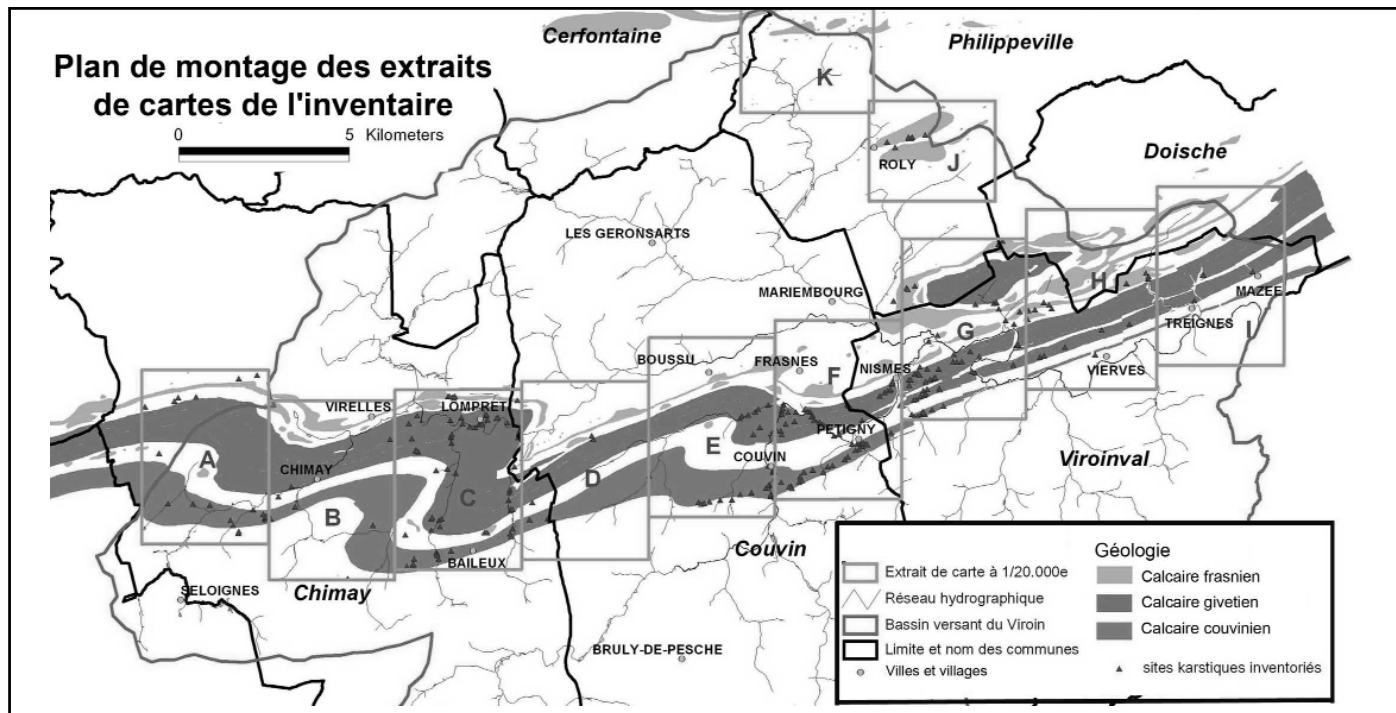 Plan de montage des extraits
de cartes de l'inventaire
0 5 Kilometers
Cerfontaine
Philippeville
K
J
ROLY
Doische
LES GERONSARTS
MARIEMBOURG
H
MAZEE
TREIGNES
I
G
VIERVES
BOUSSU
FRASNES
F
NISMES
PETIGNY
VIRELLES
LOMPRET
A
CHIMAY
B
C
D
E
COUVIN
Viroinval
BAILEUX
Couvin
SELOIGNES
Chimay
BRULY-DE-PESCHE
Extrait de carte à 1/20.000e
Réseau hydrographique
Bassin versant du Viroin
Limite et nom des communes
Villes et villages
Géologie
Calcaire frasnien
Calcaire givetien
Calcaire couvinien
sites karstiques inventoriés